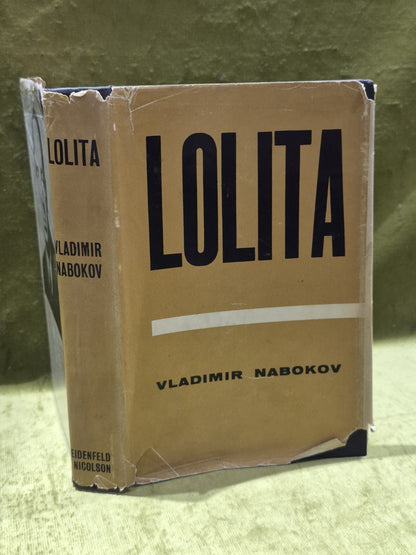 LOLITA
VLADIMIR
NABOKOV
EIDENFELD
NICOLSON
LOLITA
VLADIMIR NABOKOV